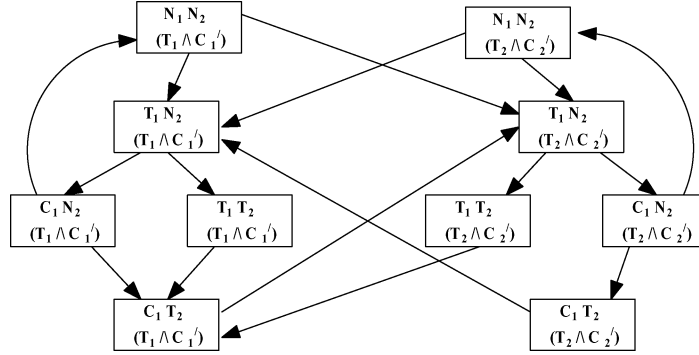 N₁ N₂
(T₁ /\ C₁′)
N₁ N₂
(T₂ /\ C₂′)
T₁ N₂
(T₁ /\ C₁′)
T₁ N₂
(T₂ /\ C₂′)
C₁ N₂
(T₁ /\ C₁′)
T₁ T₂
(T₁ /\ C₁′)
T₁ T₂
(T₂ /\ C₂′)
C₁ N₂
(T₂ /\ C₂′)
C₁ T₂
(T₁ /\ C₁′)
C₁ T₂
(T₂ /\ C₂′)